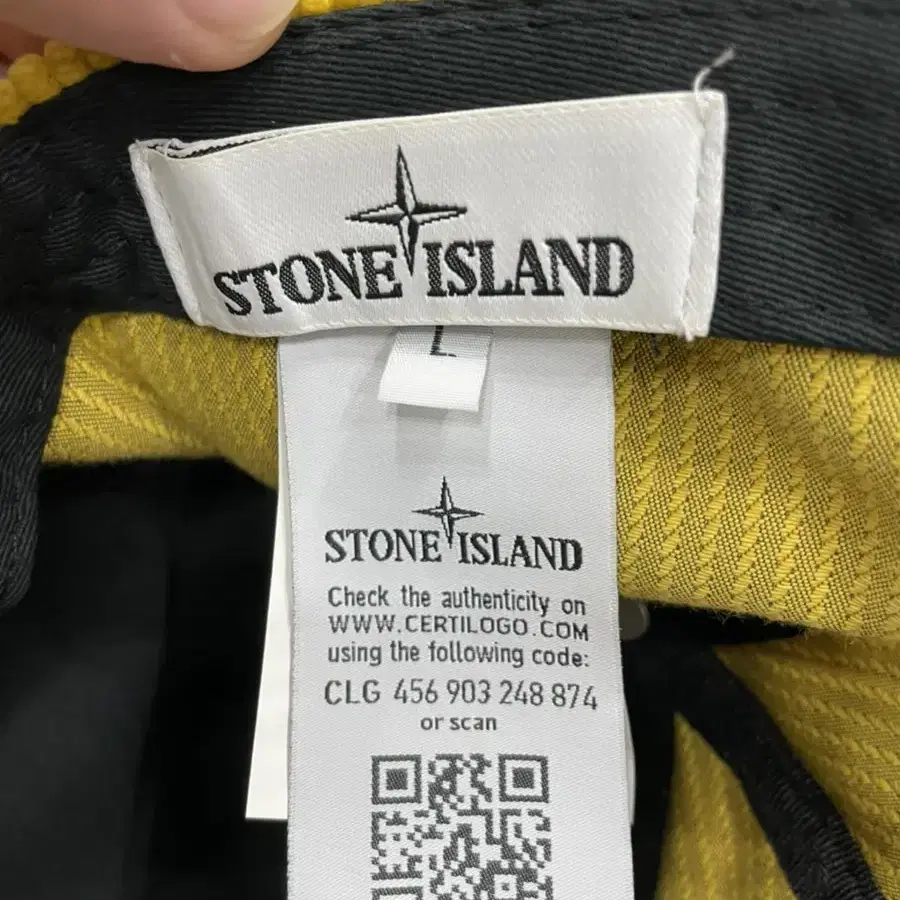 STONE ISLAND
L
STONE ISLAND
Check the authenticity on
WWW.CERTILOGO.COM
using the following code:
CLG 456 903 248 874
or scan